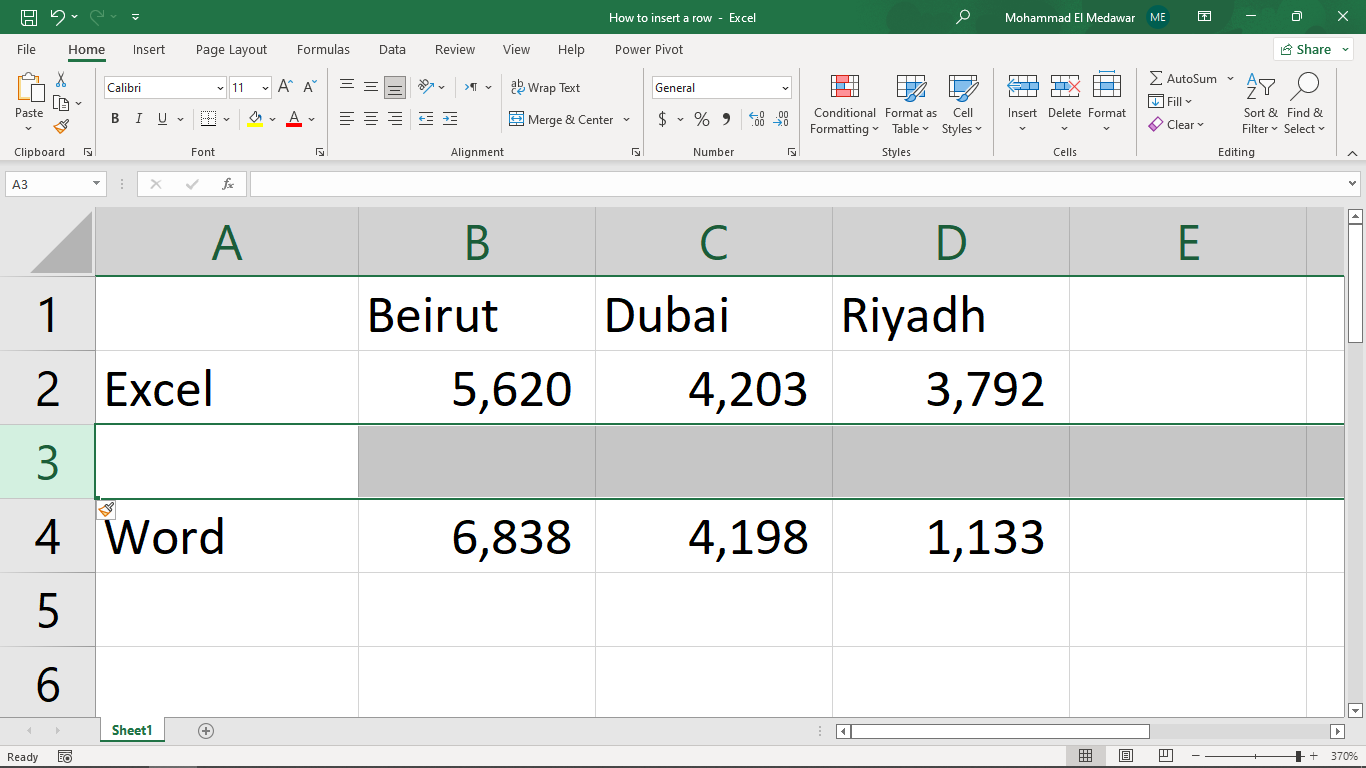 How to insert a row - Excel
Mohammad El Medawar ME
File Home Insert Page Layout Formulas Data Review View Help Power Pivot Share
Paste
Clipboard
Calibri 11
B I U A
Font
Wrap Text
Merge & Center
Alignment
General
$ % 9
Number
Conditional Formatting
Format as Table
Cell Styles
Styles
Insert Delete Format
Cells
AutoSum
Fill
Clear
Sort & Filter
Find & Select
Editing
A3 fx
A B C D E
1 Beirut Dubai Riyadh
2 Excel 5,620 4,203 3,792
3
4 Word 6,838 4,198 1,133
5
6
Sheet1
Ready 370%